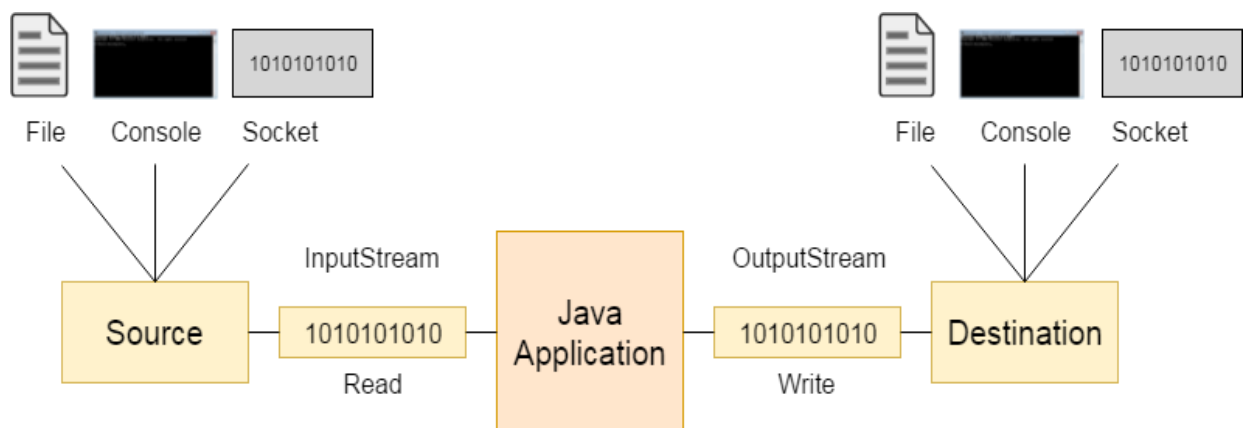 1010101010
1010101010
File
Console
Socket
File
Console
Socket
InputStream
OutputStream
Source
1010101010
Java
Application
1010101010
Destination
Read
Write